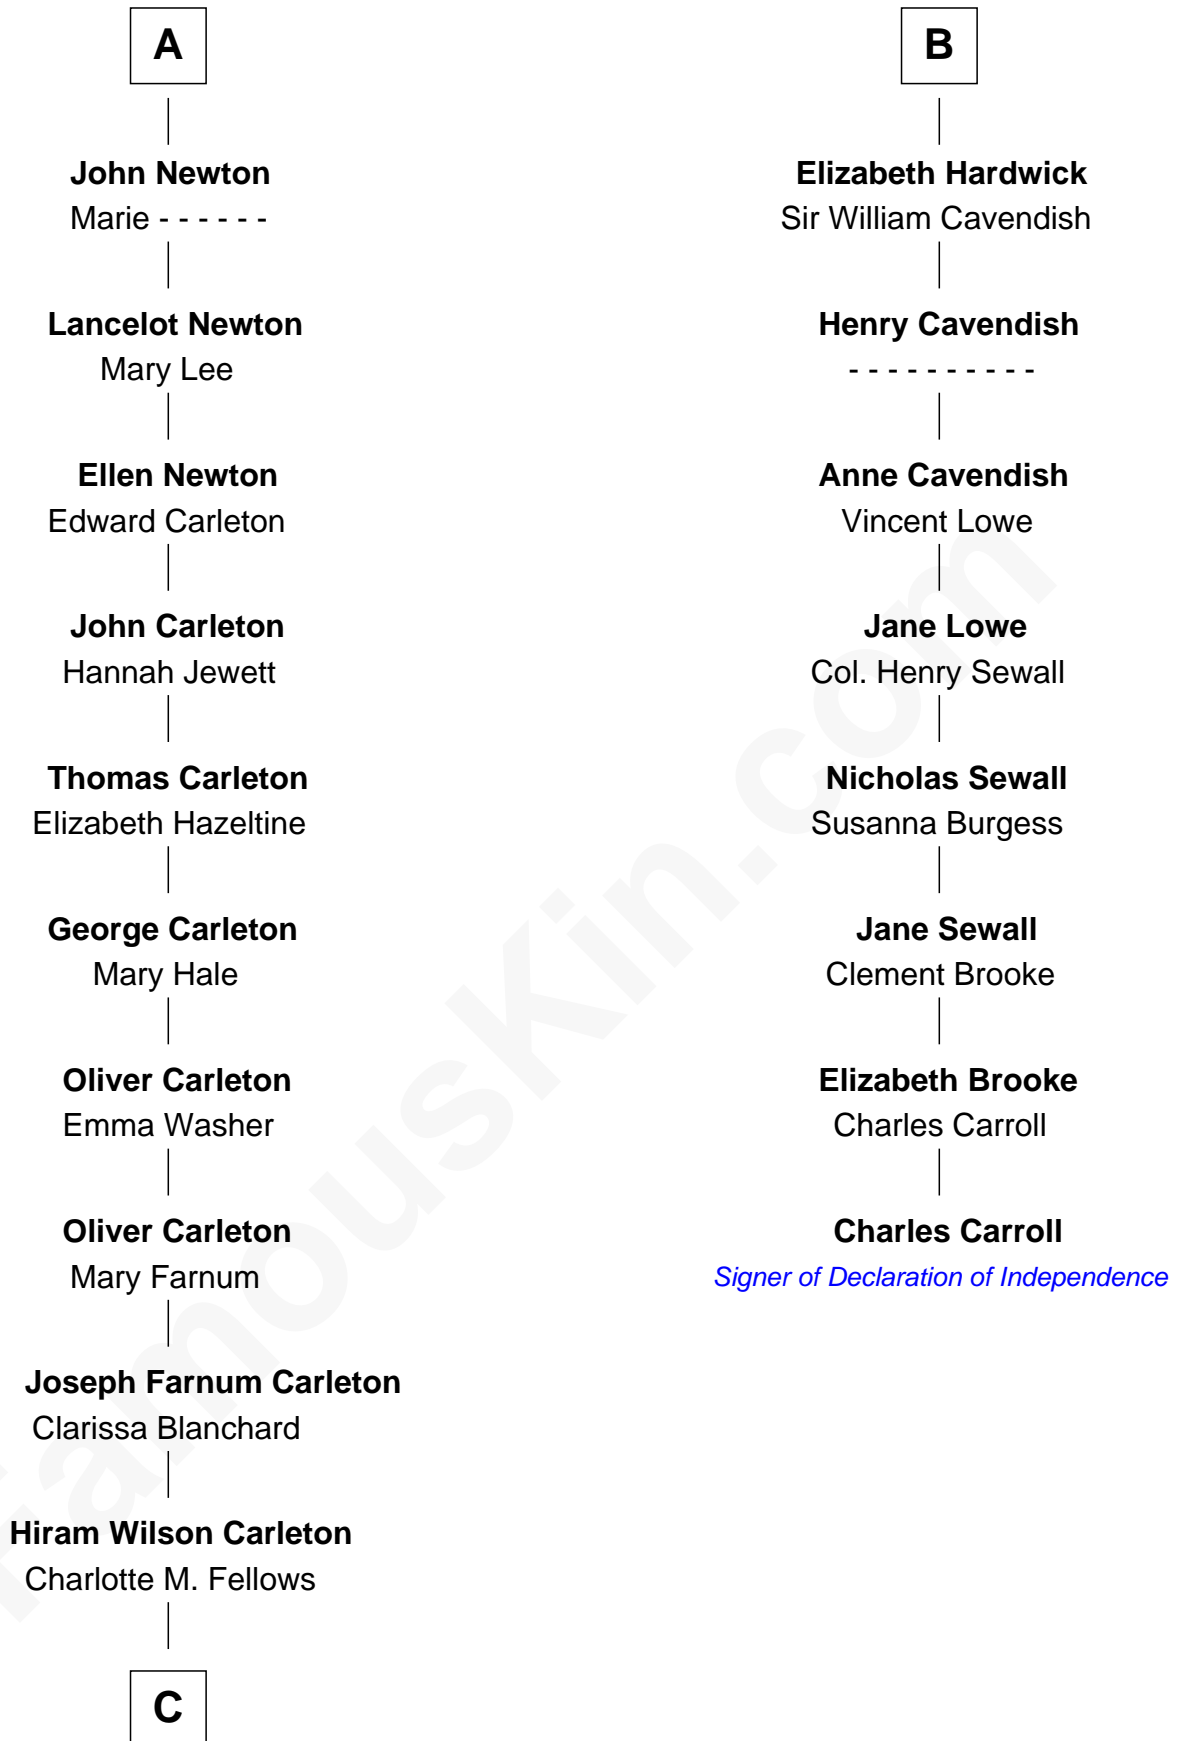 A
John Newton
Marie - - - - - -
Lancelot Newton
Mary Lee
Ellen Newton
Edward Carleton
John Carleton
Hannah Jewett
Thomas Carleton
Elizabeth Hazeltine
George Carleton
Mary Hale
Oliver Carleton
Emma Washer
Oliver Carleton
Mary Farnum
Joseph Farnum Carleton
Clarissa Blanchard
Hiram Wilson Carleton
Charlotte M. Fellows
C
B
Elizabeth Hardwick
Sir William Cavendish
Henry Cavendish
- - - - - - - - - -
Anne Cavendish
Vincent Lowe
Jane Lowe
Col. Henry Sewall
Nicholas Sewall
Susanna Burgess
Jane Sewall
Clement Brooke
Elizabeth Brooke
Charles Carroll
Charles Carroll
Signer of Declaration of Independence
FamousKin.com